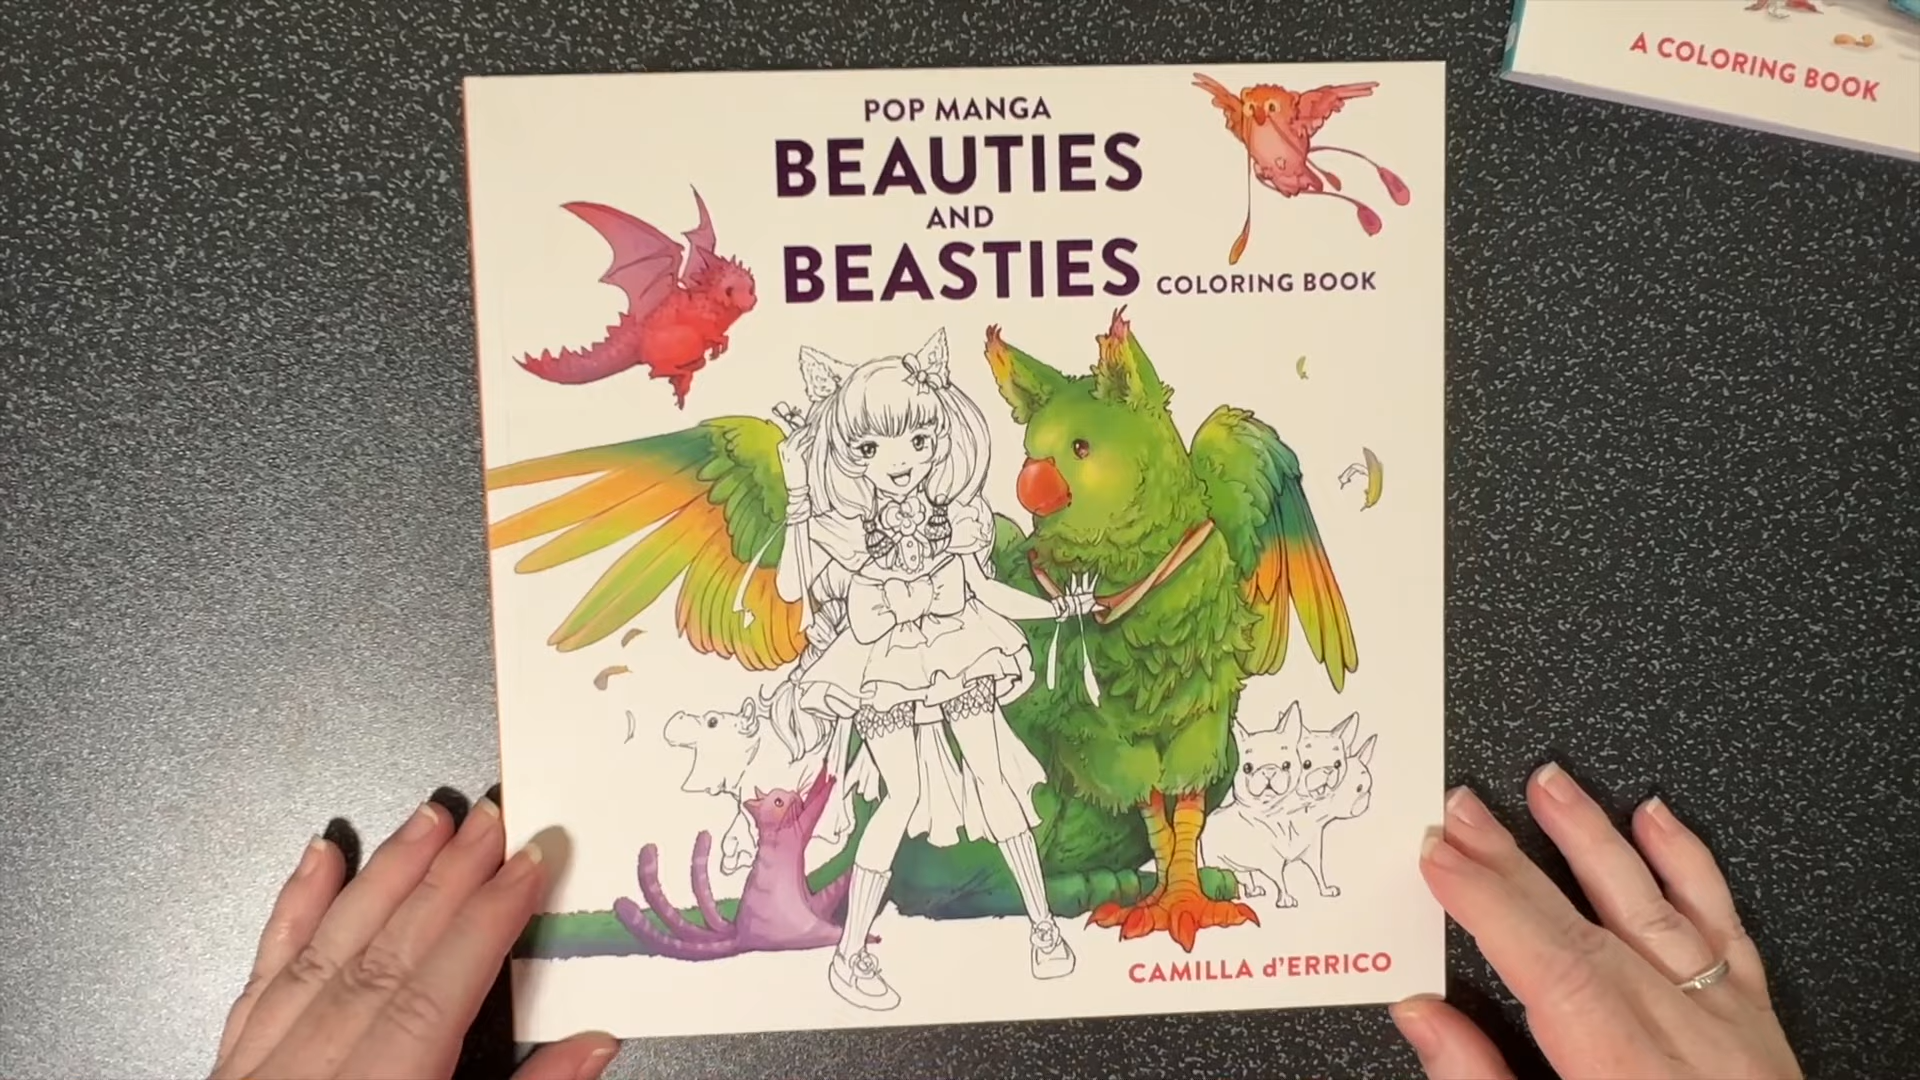 POP MANGA
BEAUTIES
AND
BEASTIES
COLORING BOOK
CAMILLA d'ERRICO
A COLORING BOOK